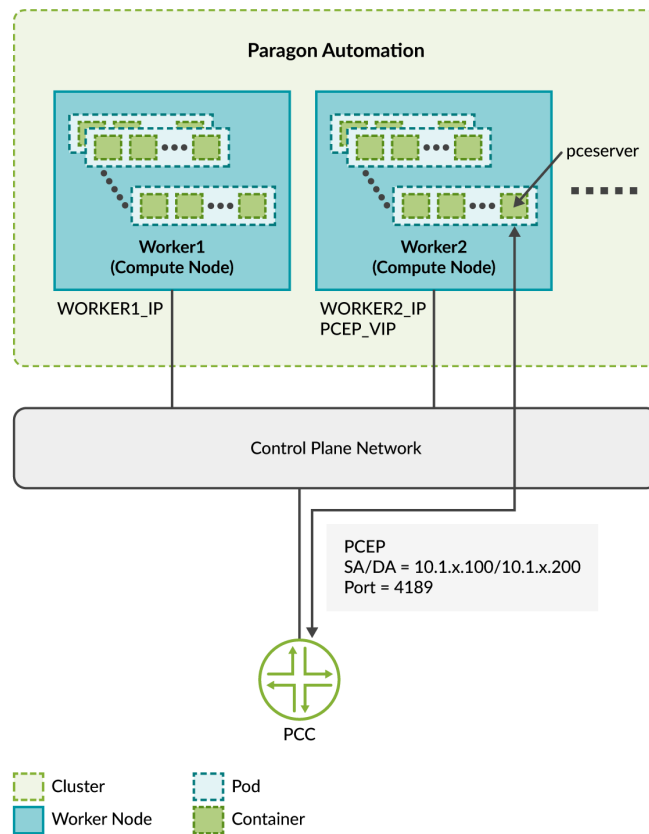 Paragon Automation
pceserver
Worker1
(Compute Node)
Worker2
(Compute Node)
WORKER1_IP
WORKER2_IP
PCEP_VIP
Control Plane Network
PCEP
SA/DA = 10.1.x.100/10.1.x.200
Port = 4189
PCC
Cluster
Pod
Worker Node
Container